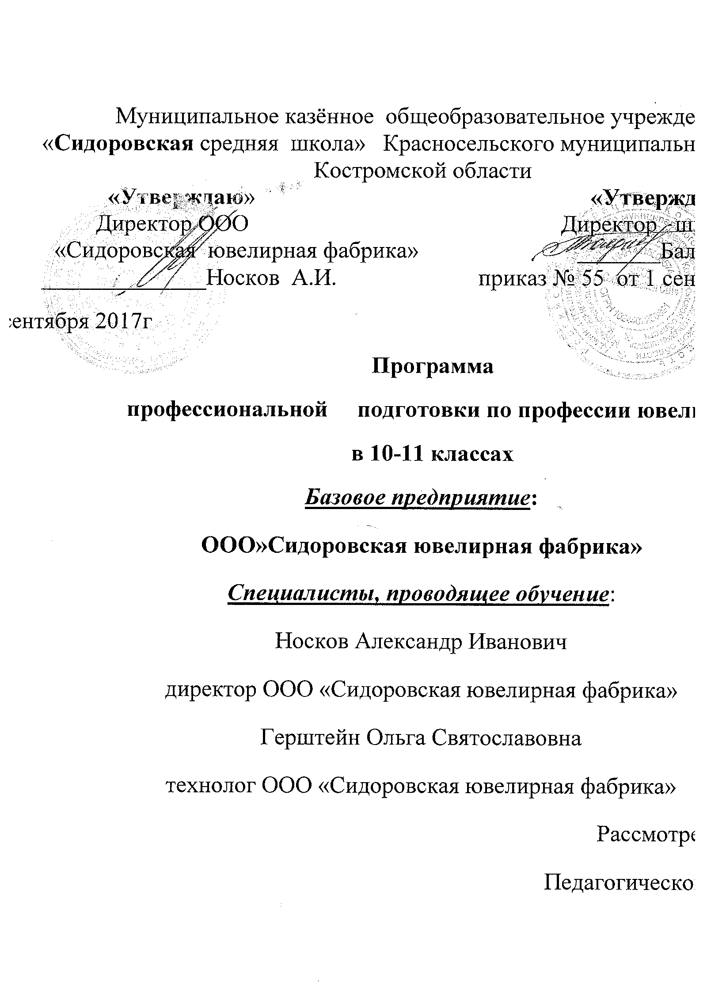 Муниципальное казённое общеобразовательное учрежде
«Сидоровская средняя школа» Красносельского муниципальн
Костромской области
«Утверждаю» «Утвержд
Директор ООО Директор ш
«Сидоровская ювелирная фабрика» Бал
Носков А.И. приказ № 55 от 1 сен
сентября 2017г
Программа
профессиональной подготовки по профессии ювел
в 10-11 классах
Базовое предприятие:
ООО»Сидоровская ювелирная фабрика»
Специалисты, проводящее обучение:
Носков Александр Иванович
директор ООО «Сидоровская ювелирная фабрика»
Герштейн Ольга Святославовна
технолог ООО «Сидоровская ювелирная фабрика»
Рассмотре
Педагогическо